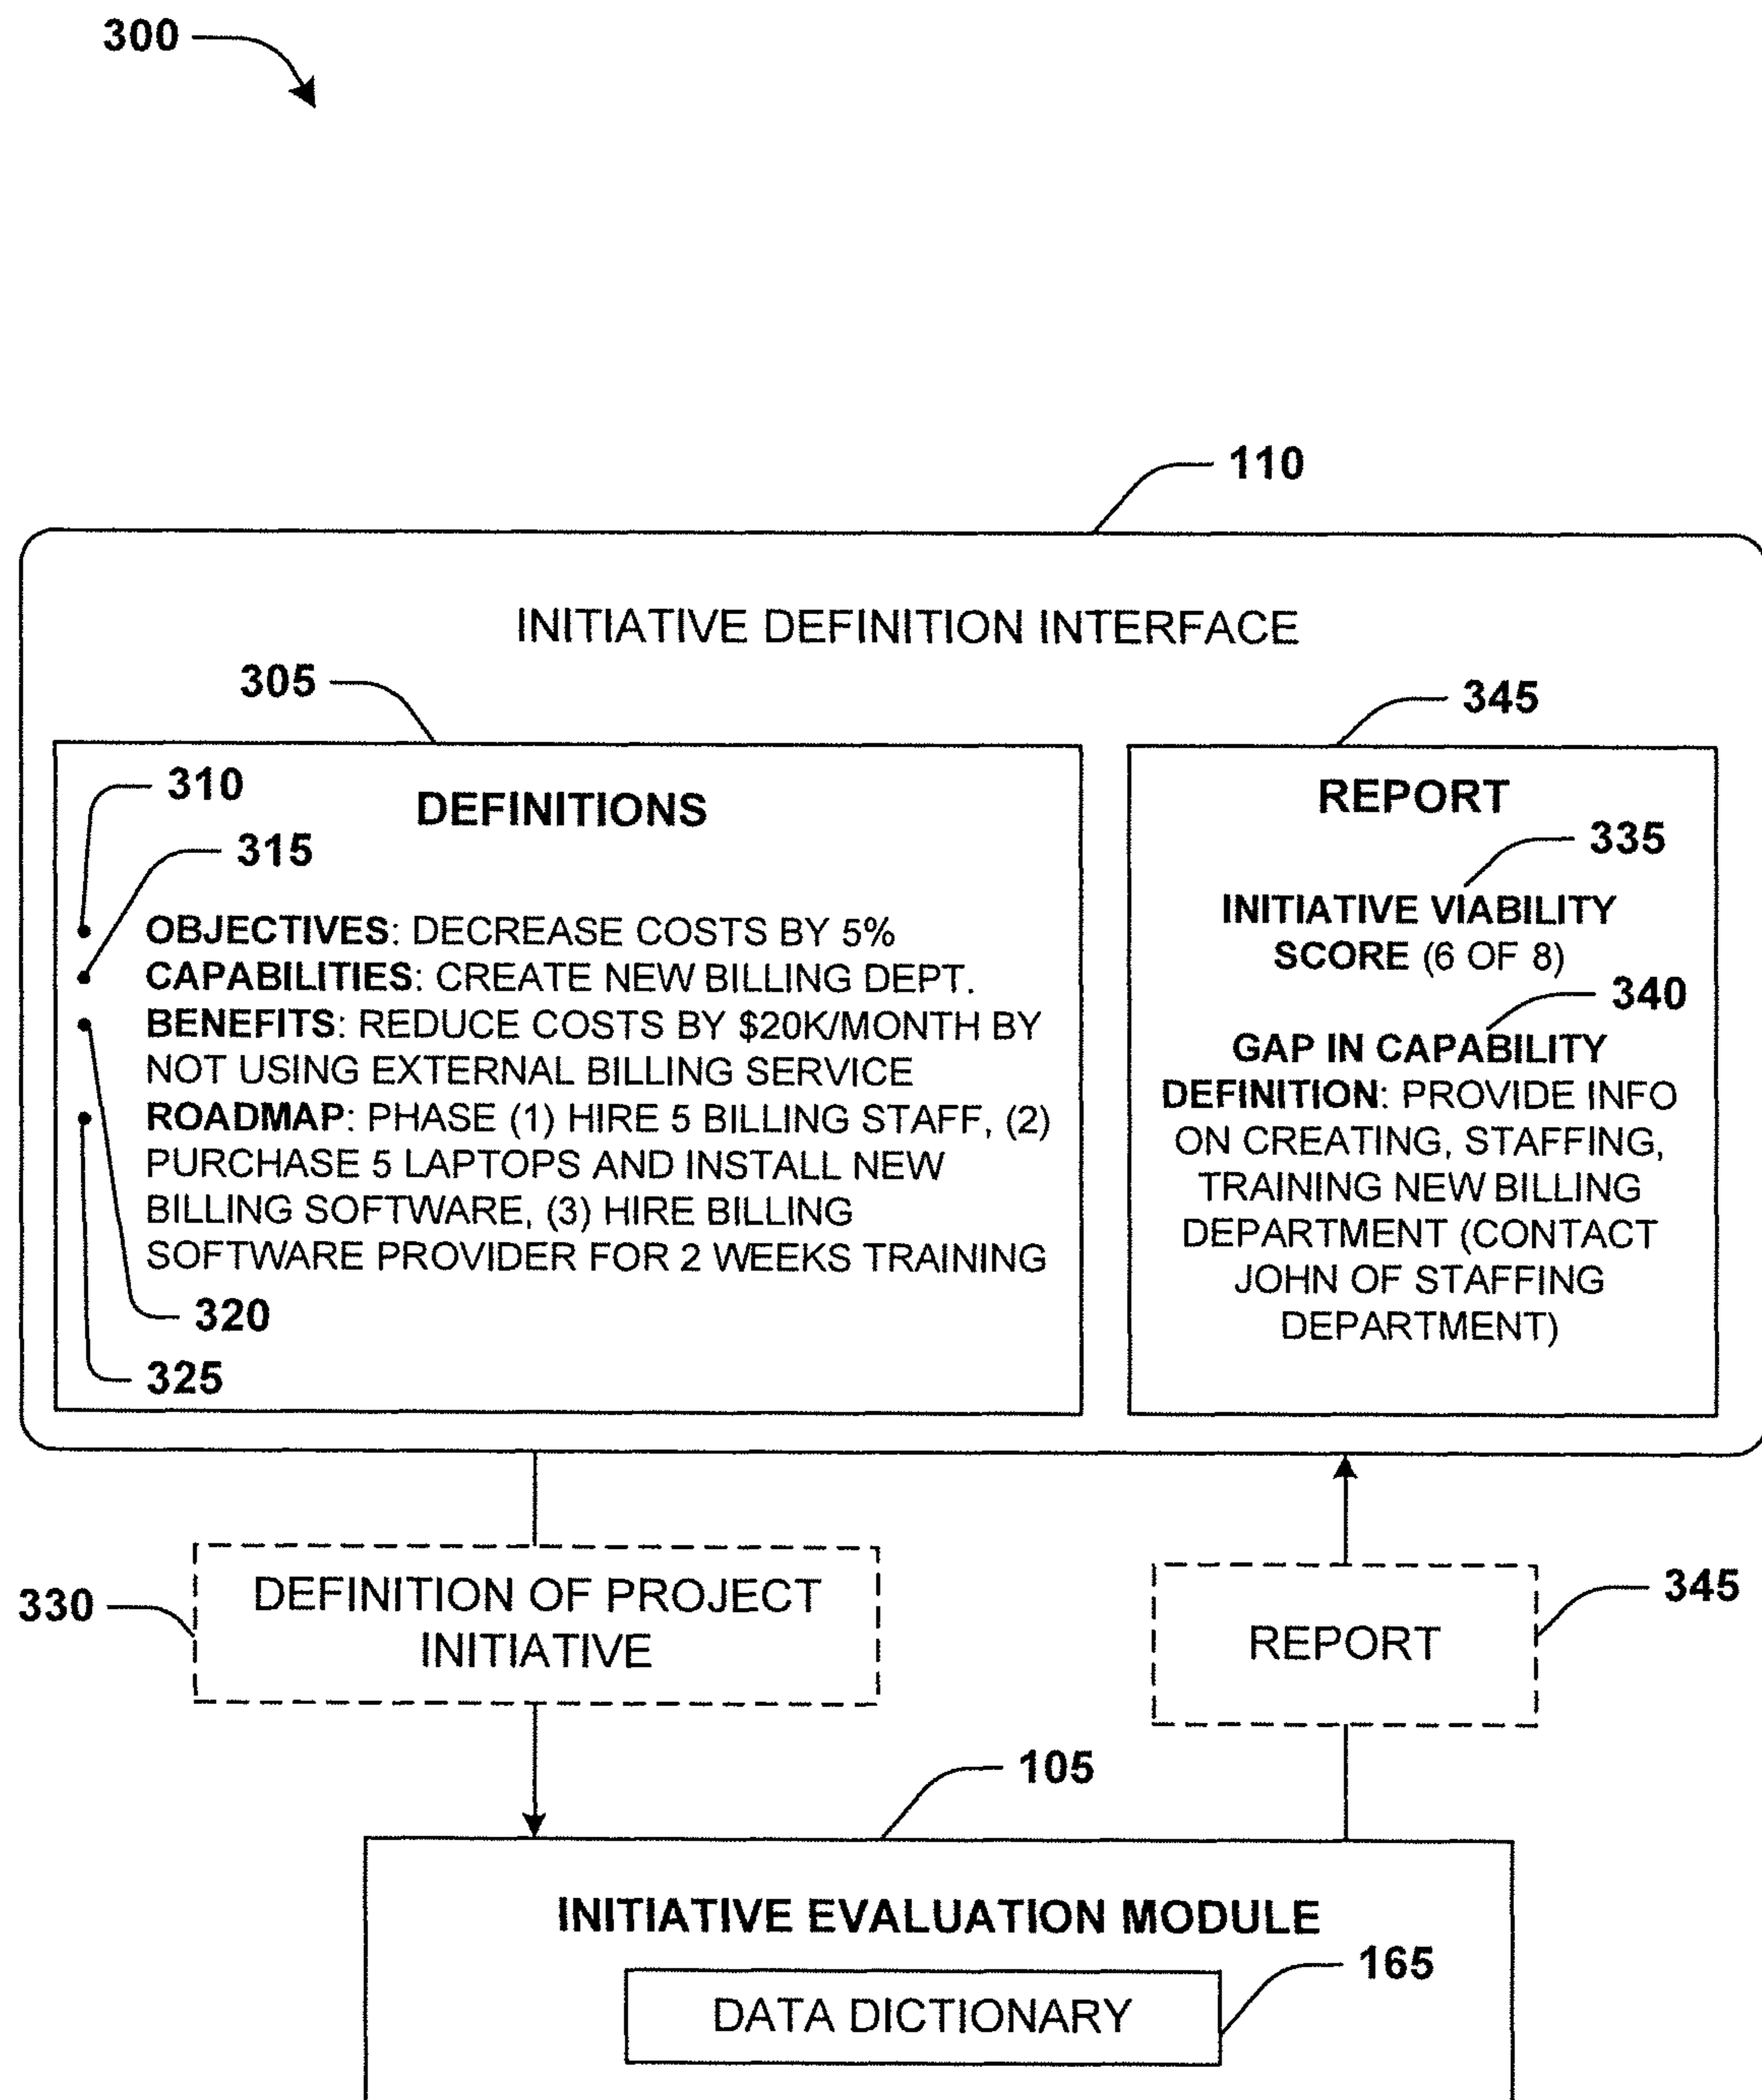 300
110
INITIATIVE DEFINITION INTERFACE
305
345
310
DEFINITIONS
315
OBJECTIVES: DECREASE COSTS BY 5%
CAPABILITIES: CREATE NEW BILLING DEPT.
BENEFITS: REDUCE COSTS BY $20K/MONTH BY
NOT USING EXTERNAL BILLING SERVICE
ROADMAP: PHASE (1) HIRE 5 BILLING STAFF, (2)
PURCHASE 5 LAPTOPS AND INSTALL NEW
BILLING SOFTWARE, (3) HIRE BILLING
SOFTWARE PROVIDER FOR 2 WEEKS TRAINING
320
325
REPORT
335
INITIATIVE VIABILITY
SCORE (6 OF 8)
340
GAP IN CAPABILITY
DEFINITION: PROVIDE INFO
ON CREATING, STAFFING,
TRAINING NEW BILLING
DEPARTMENT (CONTACT
JOHN OF STAFFING
DEPARTMENT)
330
DEFINITION OF PROJECT
INITIATIVE
REPORT
345
105
INITIATIVE EVALUATION MODULE
165
DATA DICTIONARY